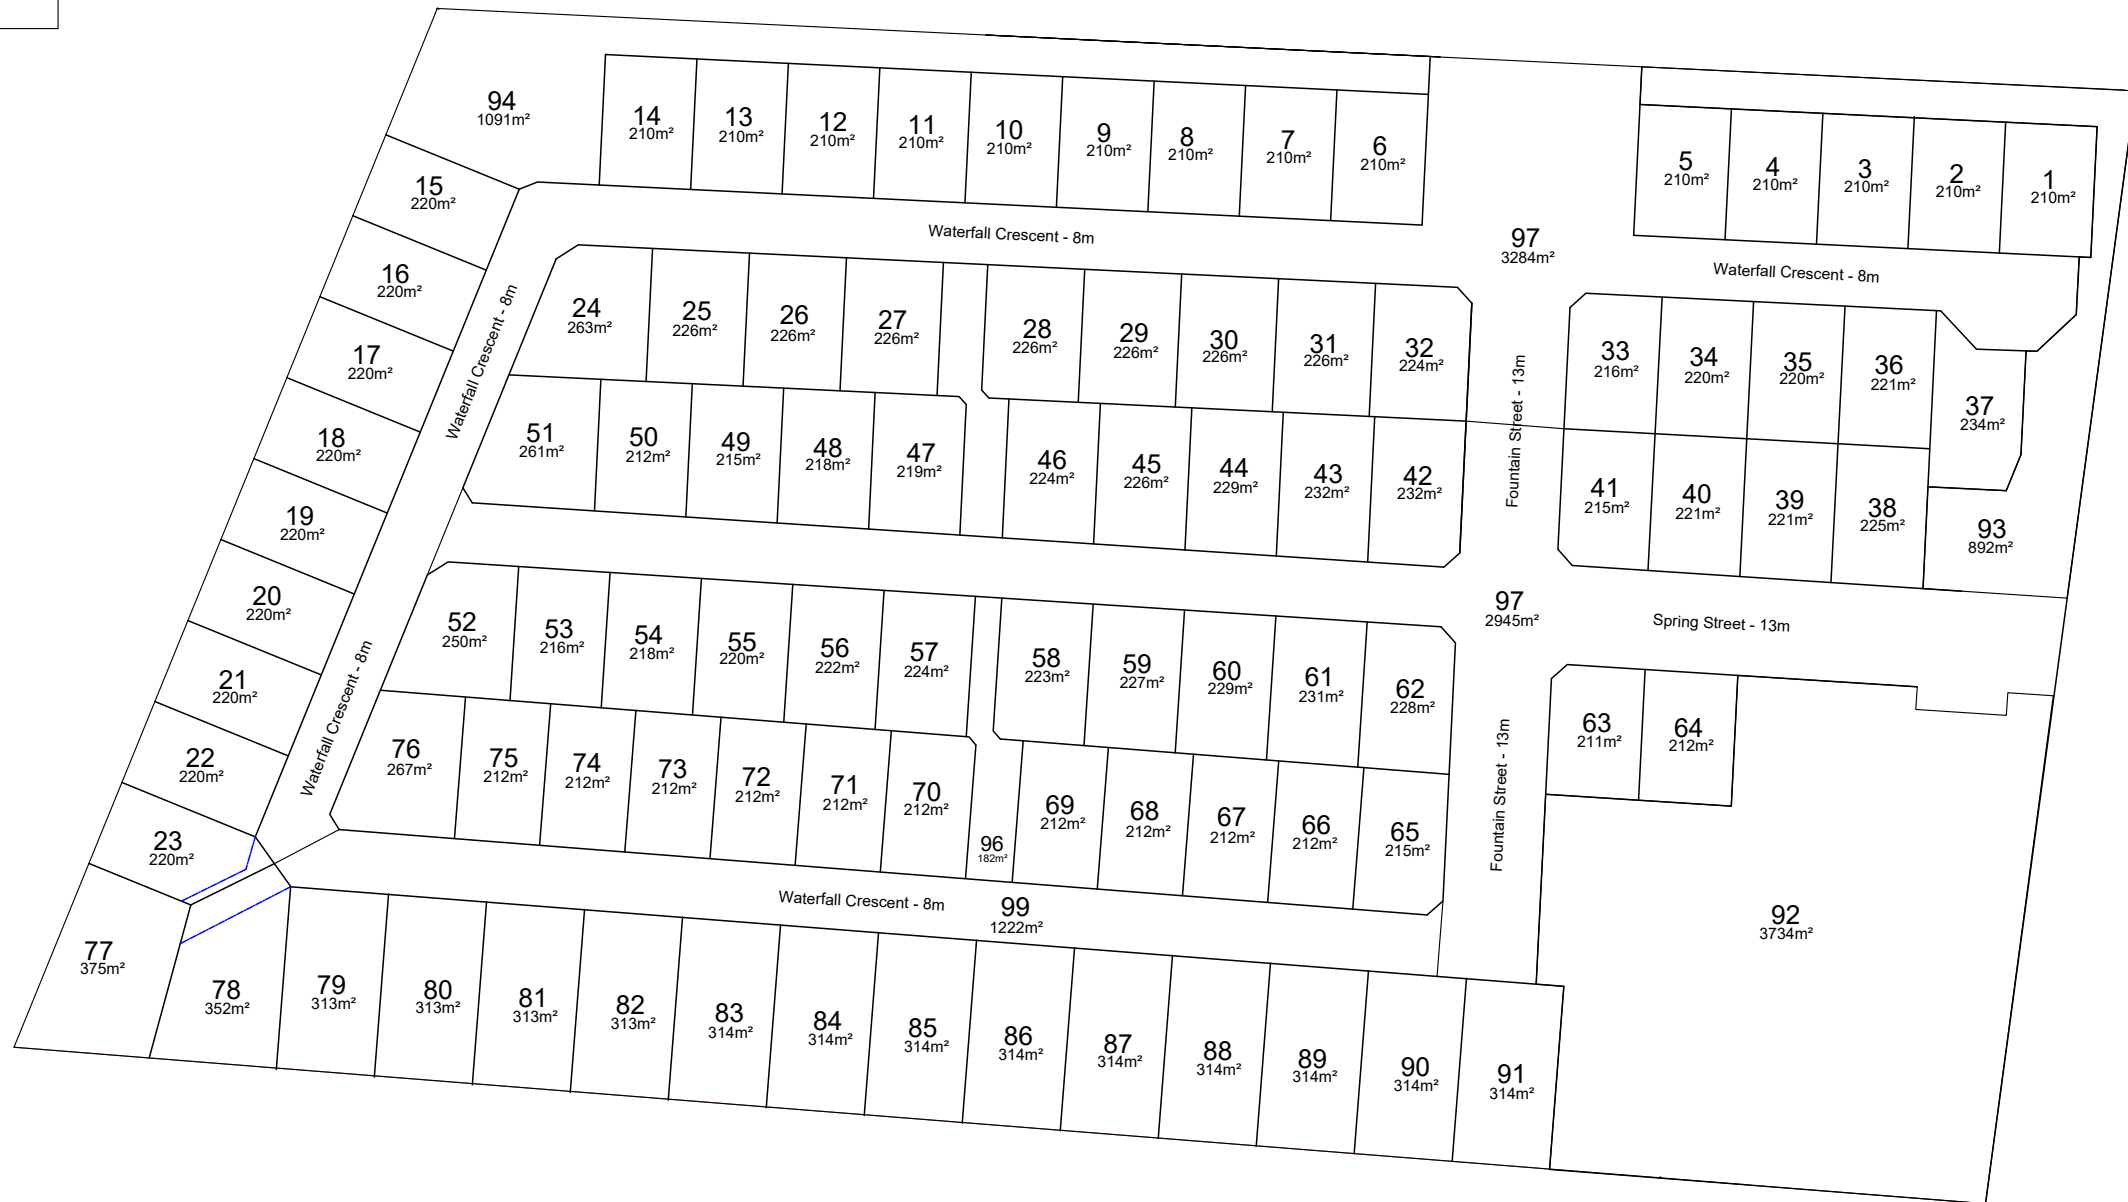 94
1091m²
14
210m²
13
210m²
12
210m²
11
210m²
10
210m²
9
210m²
8
210m²
7
210m²
6
210m²
5
210m²
4
210m²
3
210m²
2
210m²
1
210m²
15
220m²
16
220m²
17
220m²
18
220m²
19
220m²
20
220m²
21
220m²
22
220m²
23
220m²
Waterfall Crescent - 8m
97
3284m²
Waterfall Crescent - 8m
Waterfall Crescent - 8m
Waterfall Crescent - 8m
24
263m²
25
226m²
26
226m²
27
226m²
28
226m²
29
226m²
30
226m²
31
226m²
32
224m²
Fountain Street - 13m
33
216m²
34
220m²
35
220m²
36
221m²
37
234m²
51
261m²
50
212m²
49
215m²
48
218m²
47
219m²
46
224m²
45
226m²
44
229m²
43
232m²
42
232m²
41
215m²
40
221m²
39
221m²
38
225m²
93
892m²
52
250m²
53
216m²
54
218m²
55
220m²
56
222m²
57
224m²
58
223m²
59
227m²
60
229m²
61
231m²
62
228m²
97
2945m²
Spring Street - 13m
63
211m²
64
212m²
76
267m²
75
212m²
74
212m²
73
212m²
72
212m²
71
212m²
70
212m²
96
182m²
69
212m²
68
212m²
67
212m²
66
212m²
65
215m²
Fountain Street - 13m
Waterfall Crescent - 8m
99
1222m²
92
3734m²
77
375m²
78
352m²
79
313m²
80
313m²
81
313m²
82
313m²
83
314m²
84
314m²
85
314m²
86
314m²
87
314m²
88
314m²
89
314m²
90
314m²
91
314m²